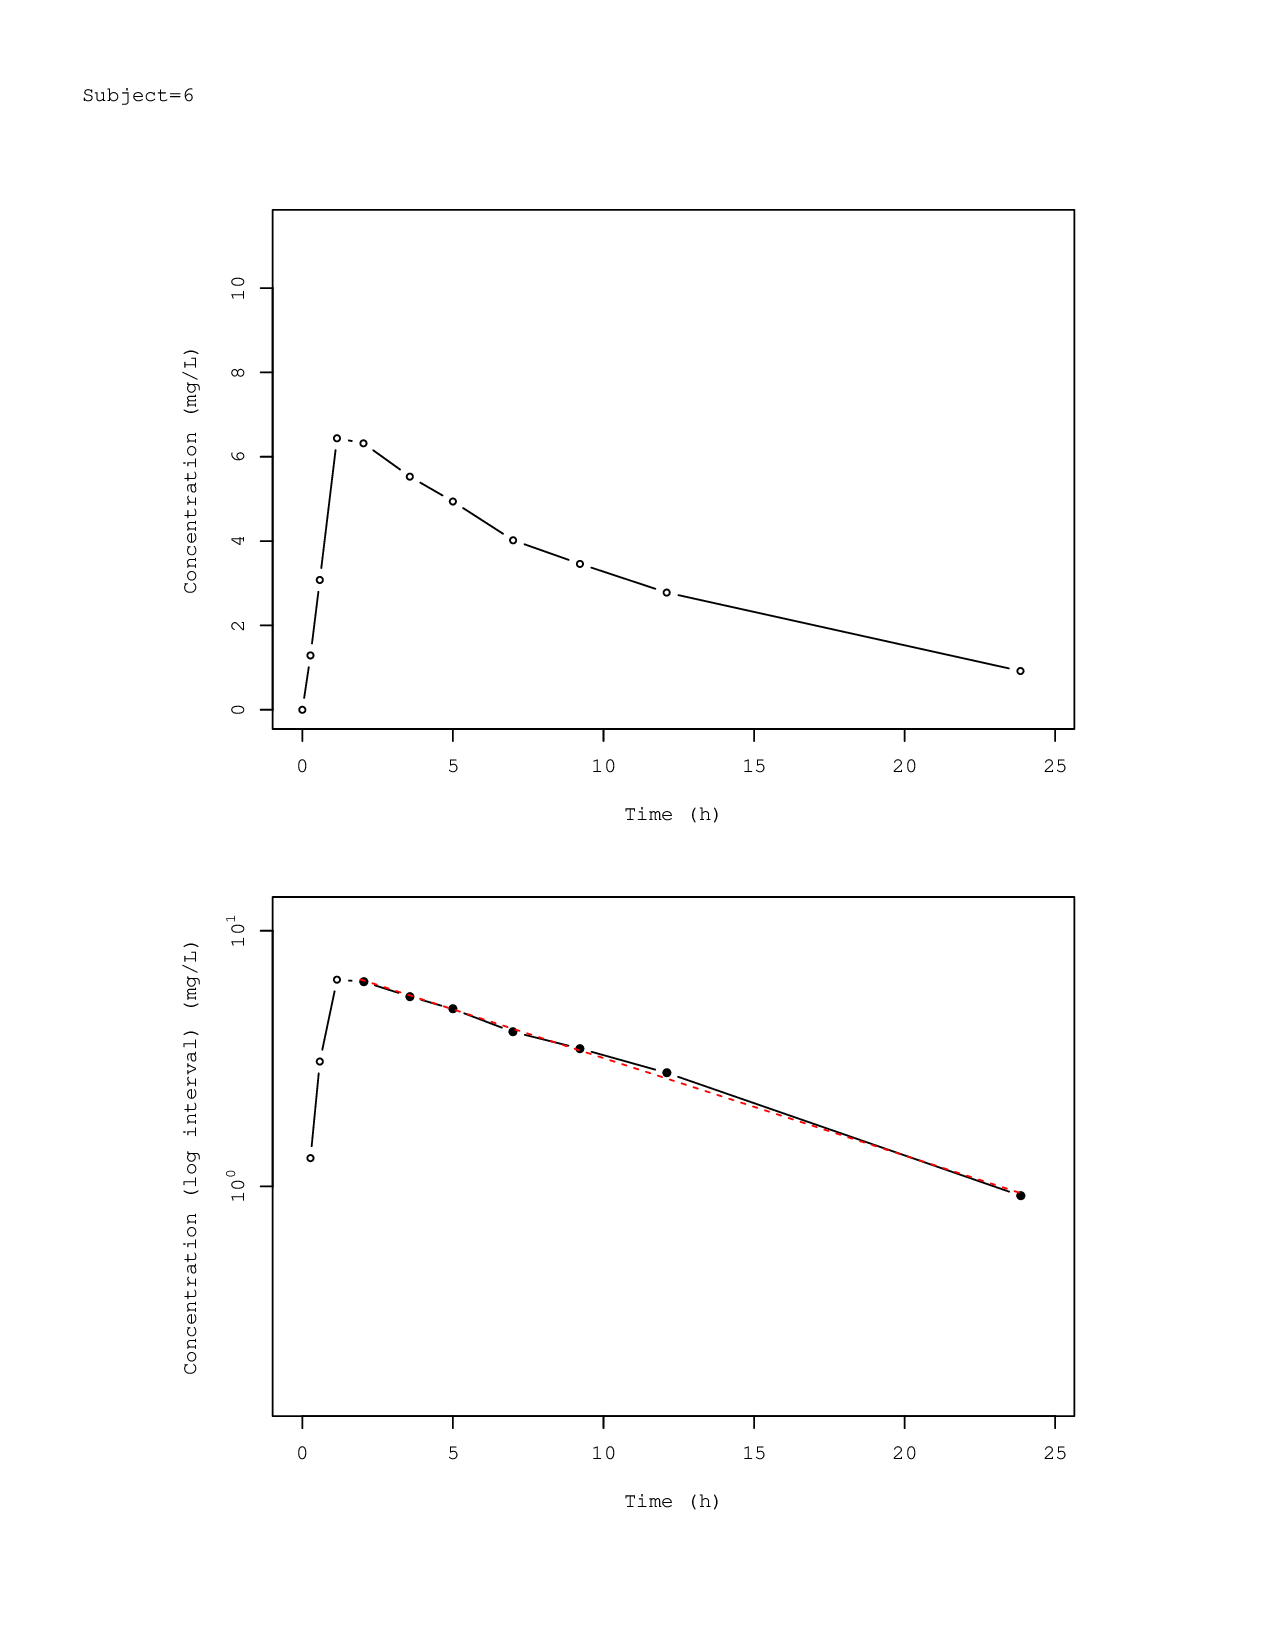 Subject=6
Concentration (mg/L)
10
8
6
4
2
0
0 5 10 15 20 25
Time (h)
Concentration (log interval) (mg/L)
10¹
10⁰
0 5 10 15 20 25
Time (h)